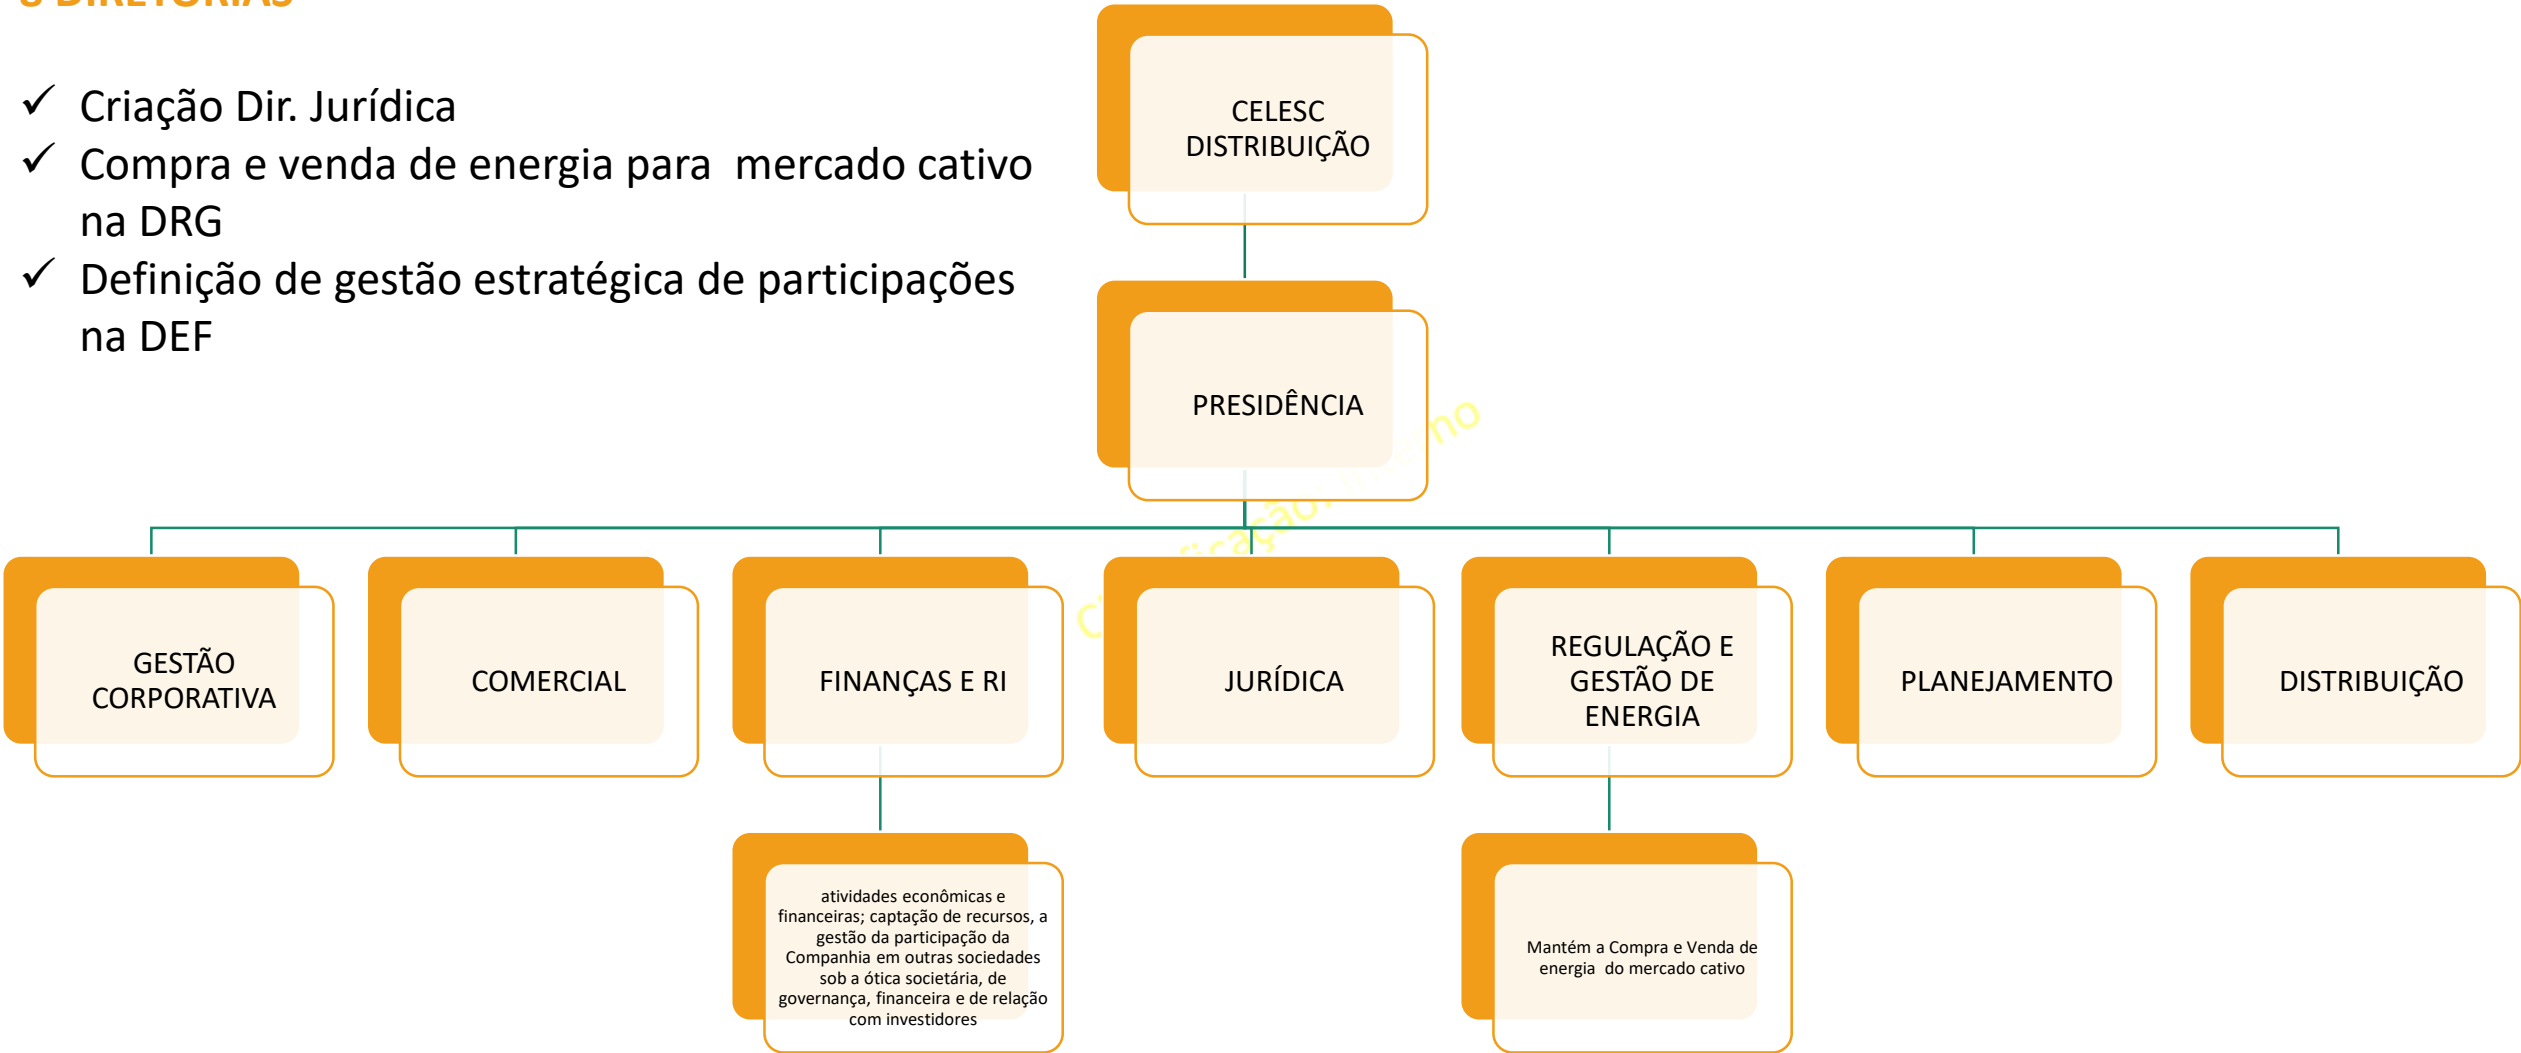 8 DIRETORIAS
✓ Criação Dir. Jurídica
✓ Compra e venda de energia para mercado cativo
na DRG
✓ Definição de gestão estratégica de participações
na DEF
CELESC
DISTRIBUIÇÃO
PRESIDÊNCIA
GESTÃO
CORPORATIVA
COMERCIAL
FINANÇAS E RI
JURÍDICA
REGULAÇÃO E
GESTÃO DE
ENERGIA
PLANEJAMENTO
DISTRIBUIÇÃO
atividades econômicas e
financeiras; captação de recursos, a
gestão da participação da
Companhia em outras sociedades
sob a ótica societária, de
governança, financeira e de relação
com investidores
Mantém a Compra e Venda de
energia do mercado cativo